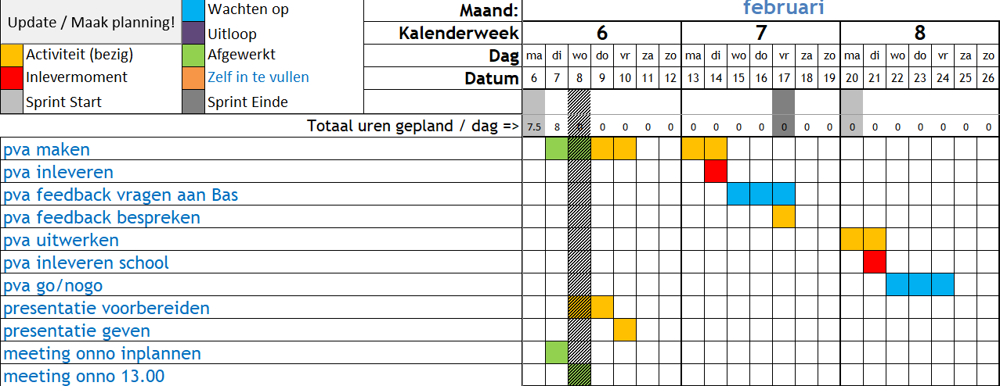 Update / Maak planning!
Wachten op
Uitloop
Activiteit (bezig)
Afgewerkt
Inlevermoment
Zelf in te vullen
Sprint Start
Sprint Einde
Maand: februari
Kalenderweek 6 7 8
Dag ma di wo do vr za zo ma di wo do vr za zo ma di wo do vr za zo
Datum 6 7 8 9 10 11 12 13 14 15 16 17 18 19 20 21 22 23 24 25 26
Totaal uren gepland / dag => 7.5 8 0 0 0 0 0 0 0 0 0 0 0 0 0 0 0 0 0 0 0
pva maken
pva inleveren
pva feedback vragen aan Bas
pva feedback bespreken
pva uitwerken
pva inleveren school
pva go/nogo
presentatie voorbereiden
presentatie geven
meeting onno inplannen
meeting onno 13.00